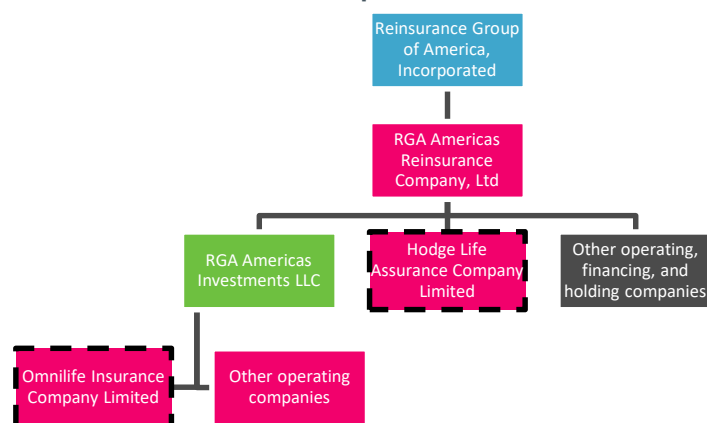 Reinsurance Group
of America,
Incorporated
RGA Americas
Reinsurance
Company, Ltd
RGA Americas
Investments LLC
Hodge Life
Assurance Company
Limited
Other operating,
financing, and
holding companies
Omnilife Insurance
Company Limited
Other operating
companies